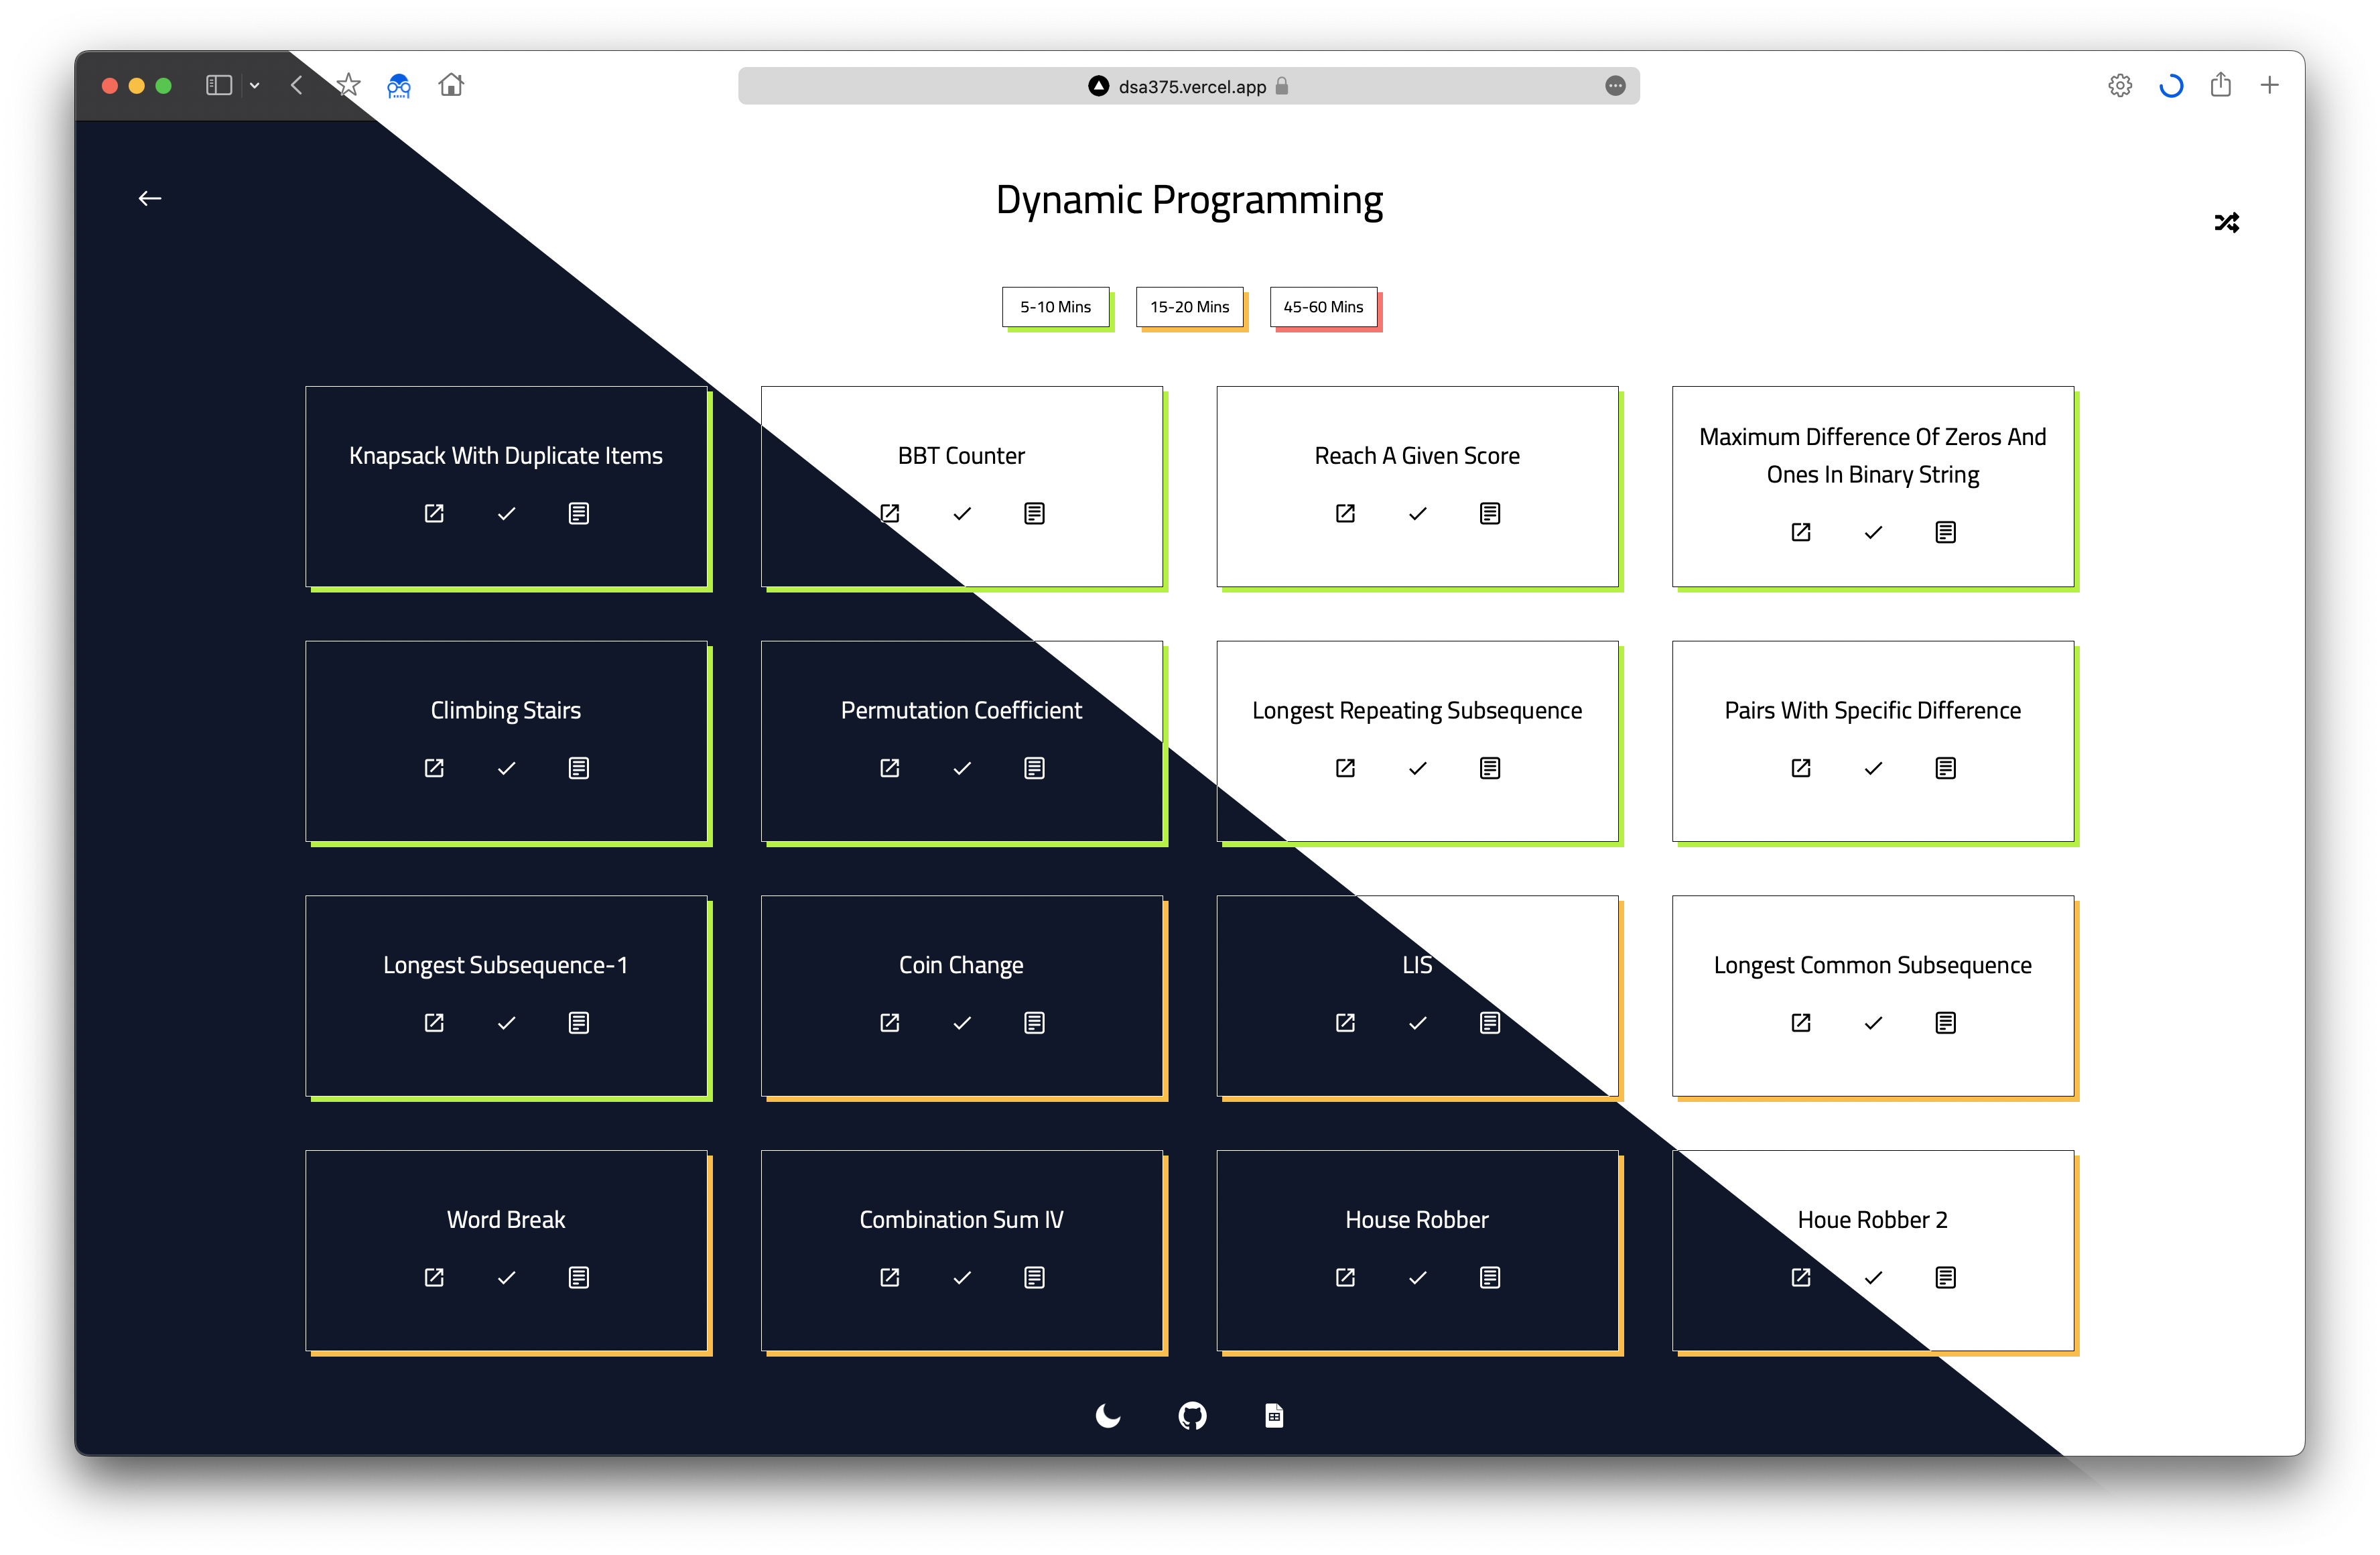 dsa375.vercel.app
Dynamic Programming
5-10 Mins
15-20 Mins
45-60 Mins
Knapsack With Duplicate Items
BBT Counter
Reach A Given Score
Maximum Difference Of Zeros And
Ones In Binary String
Climbing Stairs
Permutation Coefficient
Longest Repeating Subsequence
Pairs With Specific Difference
Longest Subsequence-1
Coin Change
LIS
Longest Common Subsequence
Word Break
Combination Sum IV
House Robber
Houe Robber 2